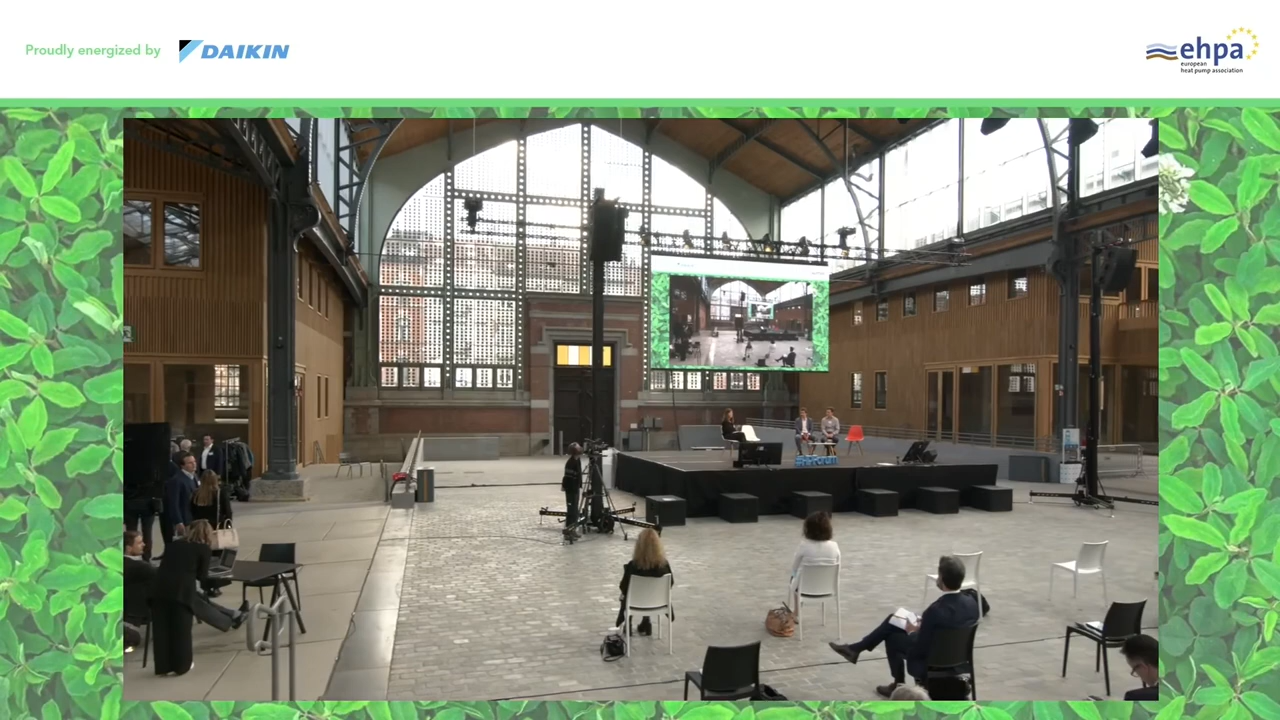 Proudly energized by
DAIKIN
ehpa
european
heat pump association